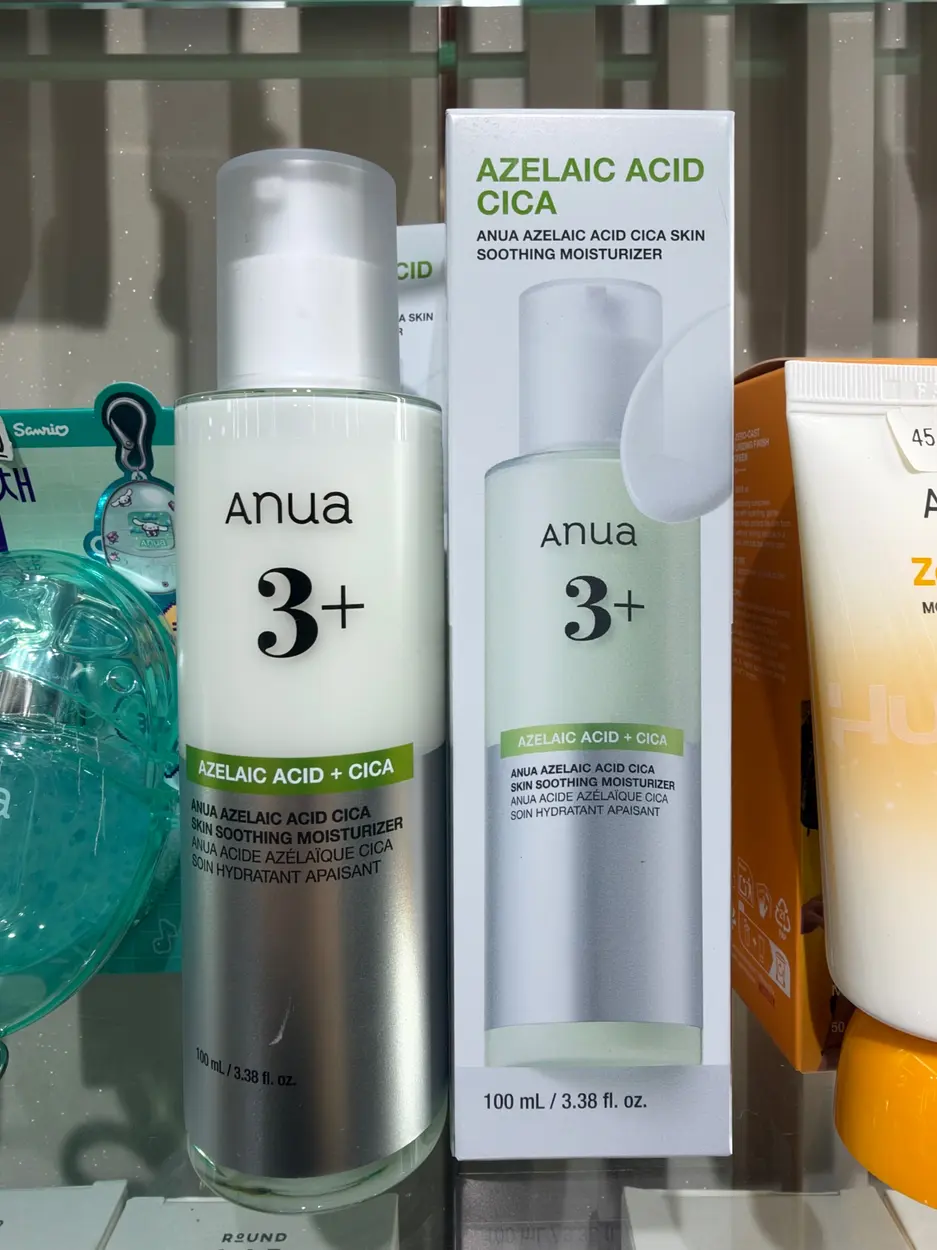 AZELAIC ACID
CICA
ANUA AZELAIC ACID CICA SKIN
SOOTHING MOISTURIZER
Anua
3+
AZELAIC ACID + CICA
ANUA AZELAIC ACID CICA
SKIN SOOTHING MOISTURIZER
ANUA ACIDE AZÉLAÏQUE CICA
SOIN HYDRATANT APAISANT
100 mL / 3.38 fl. oz.
Anua
3+
AZELAIC ACID + CICA
ANUA AZELAIC ACID CICA
SKIN SOOTHING MOISTURIZER
ANUA ACIDE AZÉLAÏQUE CICA
SOIN HYDRATANT APAISANT
100 mL / 3.38 fl. oz.
CID
A SKIN
Sanrio
45
ROUND